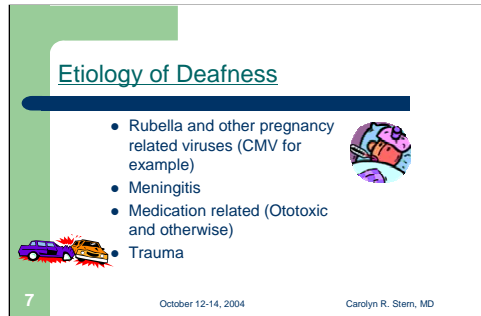 Etiology of Deafness
● Rubella and other pregnancy
related viruses (CMV for
example)
● Meningitis
● Medication related (Ototoxic
and otherwise)
● Trauma
7
October 12-14, 2004
Carolyn R. Stern, MD